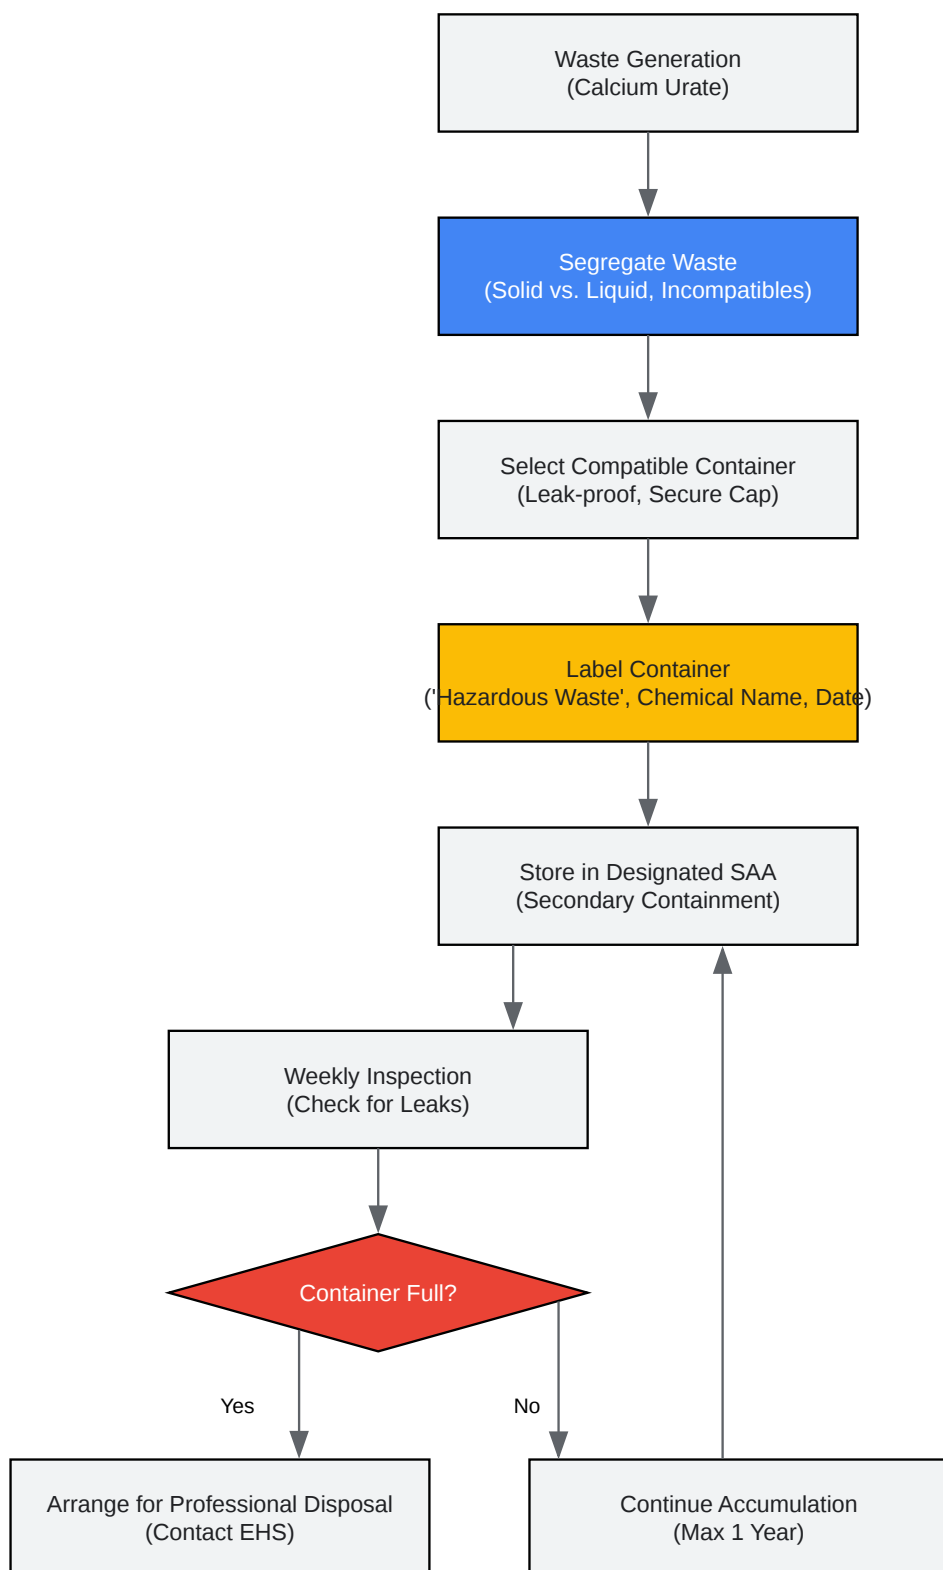 Waste Generation
(Calcium Urate)
Segregate Waste
(Solid vs. Liquid, Incompatibles)
Select Compatible Container
(Leak-proof, Secure Cap)
Label Container
('Hazardous Waste', Chemical Name, Date)
Store in Designated SAA
(Secondary Containment)
Weekly Inspection
(Check for Leaks)
Container Full?
Yes
No
Arrange for Professional Disposal
(Contact EHS)
Continue Accumulation
(Max 1 Year)